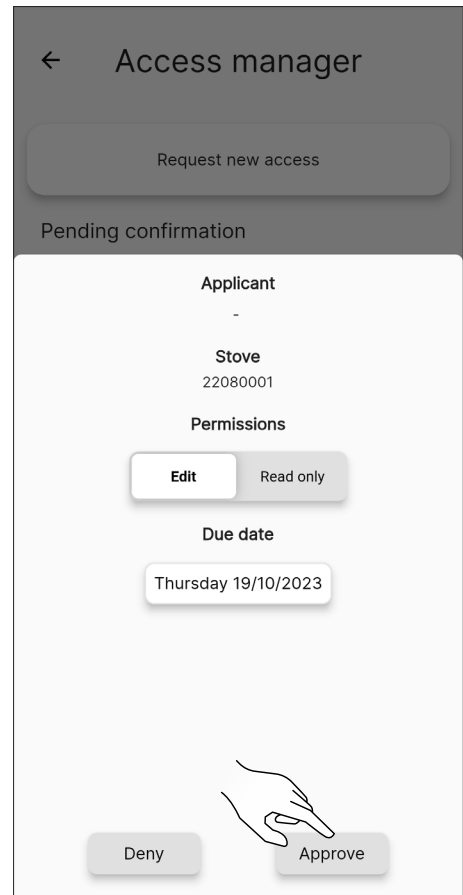 Access manager
Request new access
Pending confirmation
Applicant
-
Stove
22080001
Permissions
Edit Read only
Due date
Thursday 19/10/2023
Deny Approve